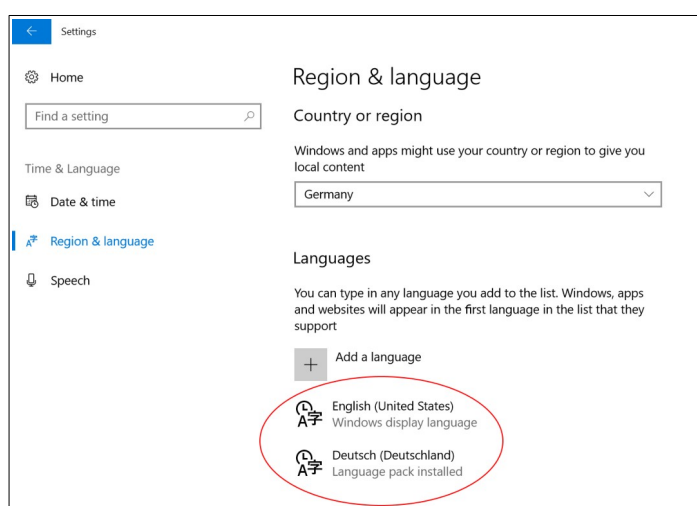 Settings
Home
Find a setting
Time & Language
Date & time
Region & language
Speech
Region & language
Country or region
Windows and apps might use your country or region to give you
local content
Germany
Languages
You can type in any language you add to the list. Windows, apps
and websites will appear in the first language in the list that they
support
Add a language
English (United States)
Windows display language
Deutsch (Deutschland)
Language pack installed